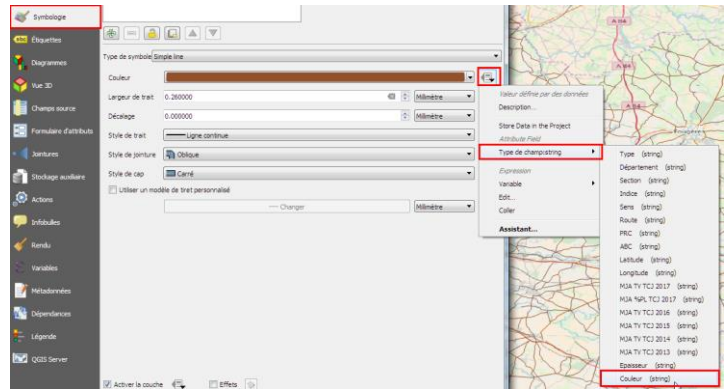 Symbologie
Étiquettes
Diagrammes
Vue 3D
Champs source
Formulaire d'attributs
Jointures
Stockage auxiliaire
Actions
Infobulles
Rendu
Variables
Métadonnées
Dépendances
Légende
QGIS Server
Type de symbole Simple line
Couleur
Largeur de trait 0.260000 Millimètre
Décalage 0.000000 Millimètre
Style de trait Ligne continue
Style de jointure Oblique
Style de cap Carré
Utiliser un modèle de tiret personnalisé
Changer Millimètre
Activer la couche Effets
Valeur définie par des données
Description...
Store Data in the Project
Attribute Field
Type de champ:string
Expression
Variable
Edit...
Coller
Assistant...
Type (string)
Département (string)
Section (string)
Indice (string)
Sens (string)
Route (string)
PRC (string)
ABC (string)
Latitude (string)
Longitude (string)
MJA TV TCJ 2017 (string)
MJA %PL TCJ 2017 (string)
MJA TV TCJ 2016 (string)
MJA TV TCJ 2015 (string)
MJA TV TCJ 2014 (string)
MJA TV TCJ 2013 (string)
Epaisseur (string)
Couleur (string)